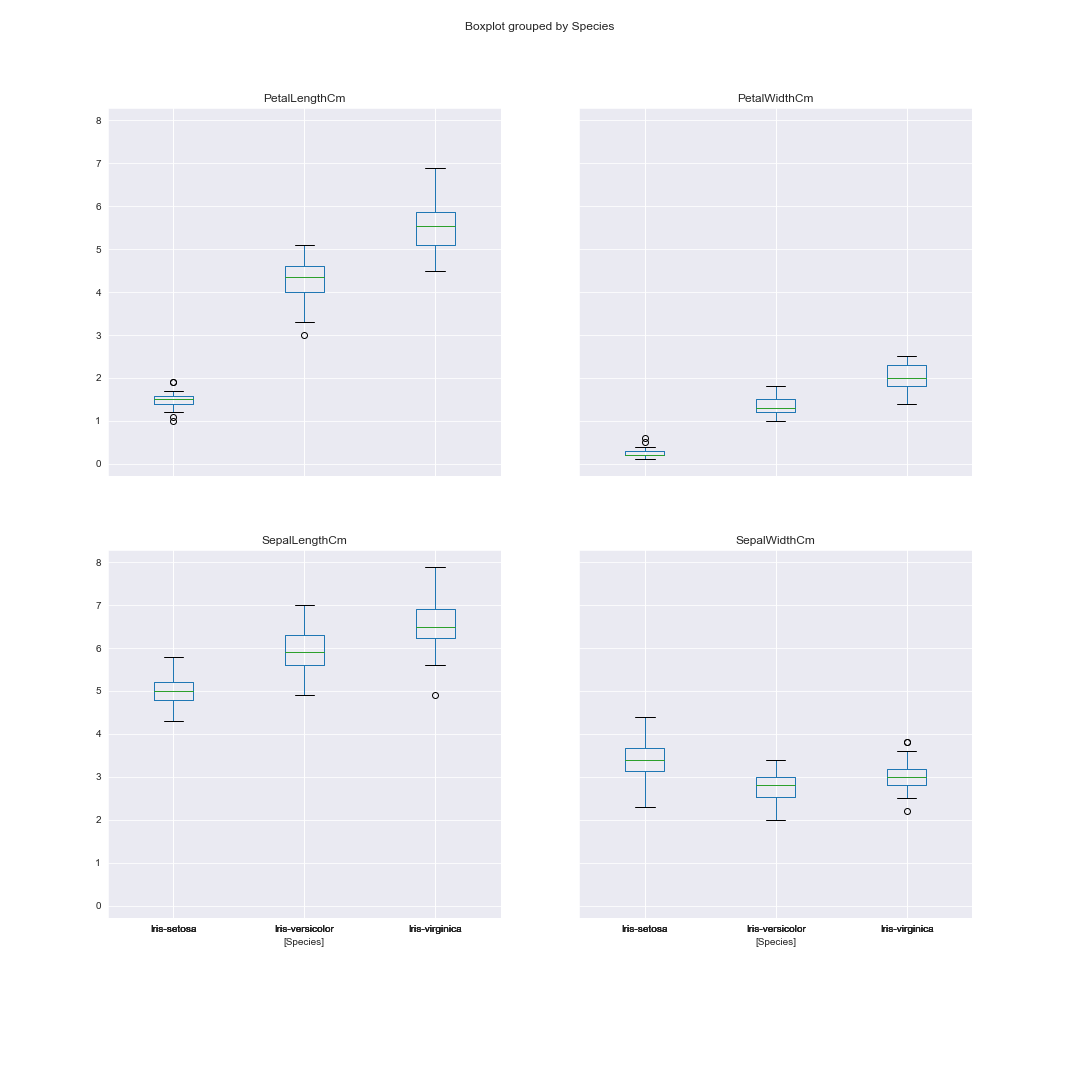 Boxplot grouped by Species
PetalLengthCm
PetalWidthCm
8
7
6
5
4
3
2
1
0
SepalLengthCm
SepalWidthCm
8
7
6
5
4
3
2
1
0
Iris-setosa Iris-versicolor Iris-virginica
[Species]
Iris-setosa Iris-versicolor Iris-virginica
[Species]